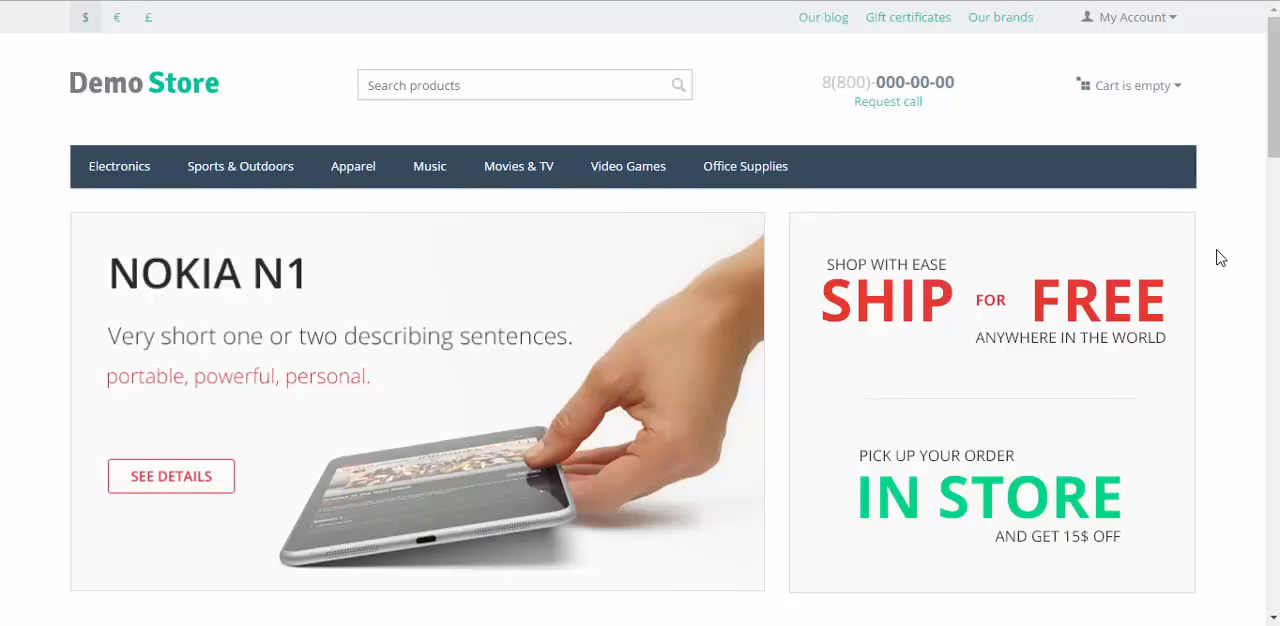 $ € £ Our blog Gift certificates Our brands My Account
Demo Store Search products 8(800)-000-00-00 Cart is empty
Request call
Electronics Sports & Outdoors Apparel Music Movies & TV Video Games Office Supplies
NOKIA N1
Very short one or two describing sentences.
portable, powerful, personal.
SEE DETAILS
SHOP WITH EASE
SHIP FOR FREE
ANYWHERE IN THE WORLD
PICK UP YOUR ORDER
IN STORE
AND GET 15$ OFF